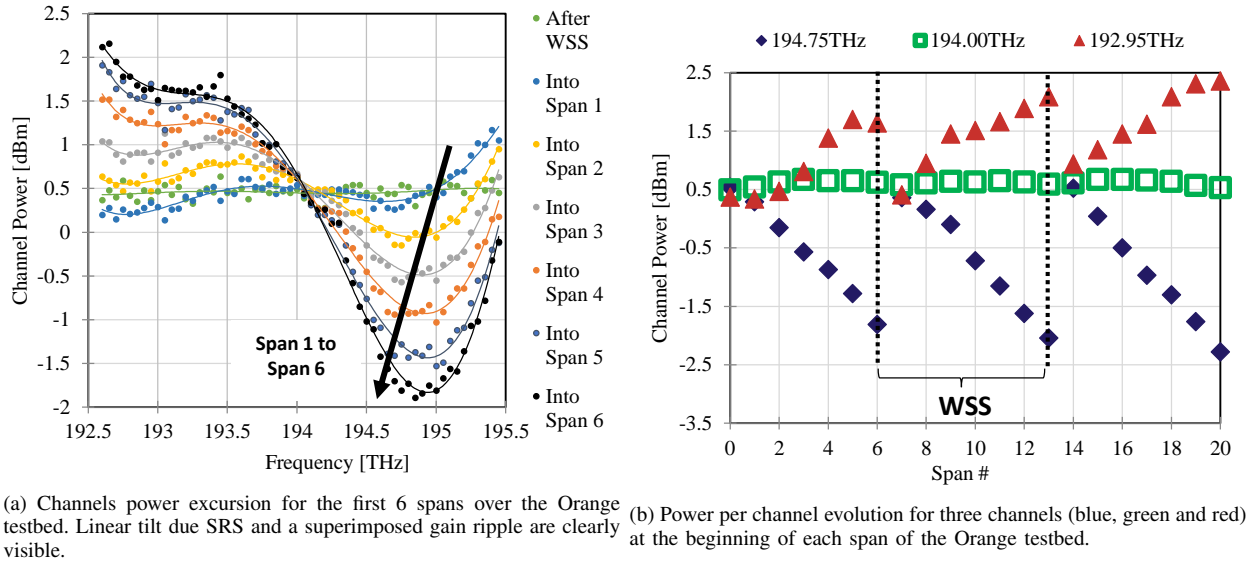 Channel Power [dBm]
2.5
2
1.5
1
0.5
0
-0.5
-1
-1.5
-2
192.5 193 193.5 194 194.5 195 195.5
Frequency [THz]
Span 1 to
Span 6
After
WSS
Into
Span 1
Into
Span 2
Into
Span 3
Into
Span 4
Into
Span 5
Into
Span 6
(a) Channels power excursion for the first 6 spans over the Orange
testbed. Linear tilt due SRS and a superimposed gain ripple are clearly
visible.
194.75THz 194.00THz 192.95THz
Channel Power [dBm]
2.5
1.5
0.5
-0.5
-1.5
-2.5
-3.5
WSS
0 2 4 6 8 10 12 14 16 18 20
Span #
(b) Power per channel evolution for three channels (blue, green and red)
at the beginning of each span of the Orange testbed.